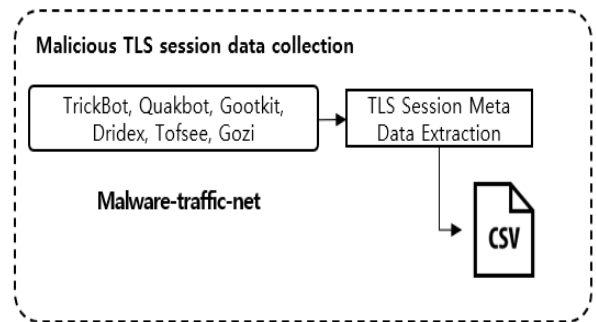 Malicious TLS session data collection
TrickBot, Quakbot, Gootkit,
Dridex, Tofsee, Gozi
TLS Session Meta
Data Extraction
Malware-traffic-net
CSV